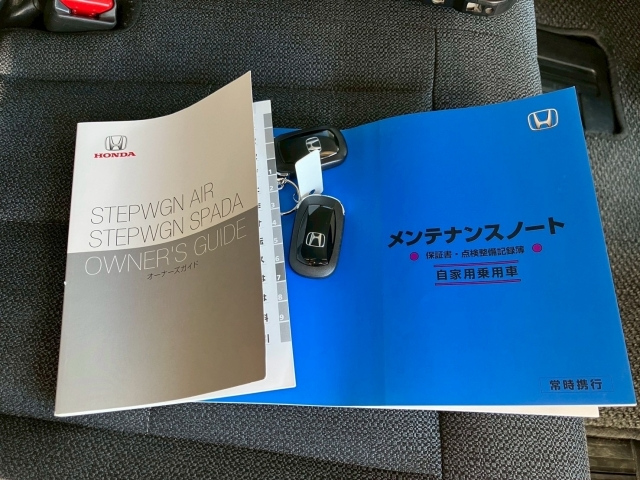 HONDA
STEPWGN AIR
STEPWGN SPADA
OWNER'S GUIDE
オーナーズガイド
メンテナンスノート
保証書・点検整備記録簿
自家用乗用車
常時携行